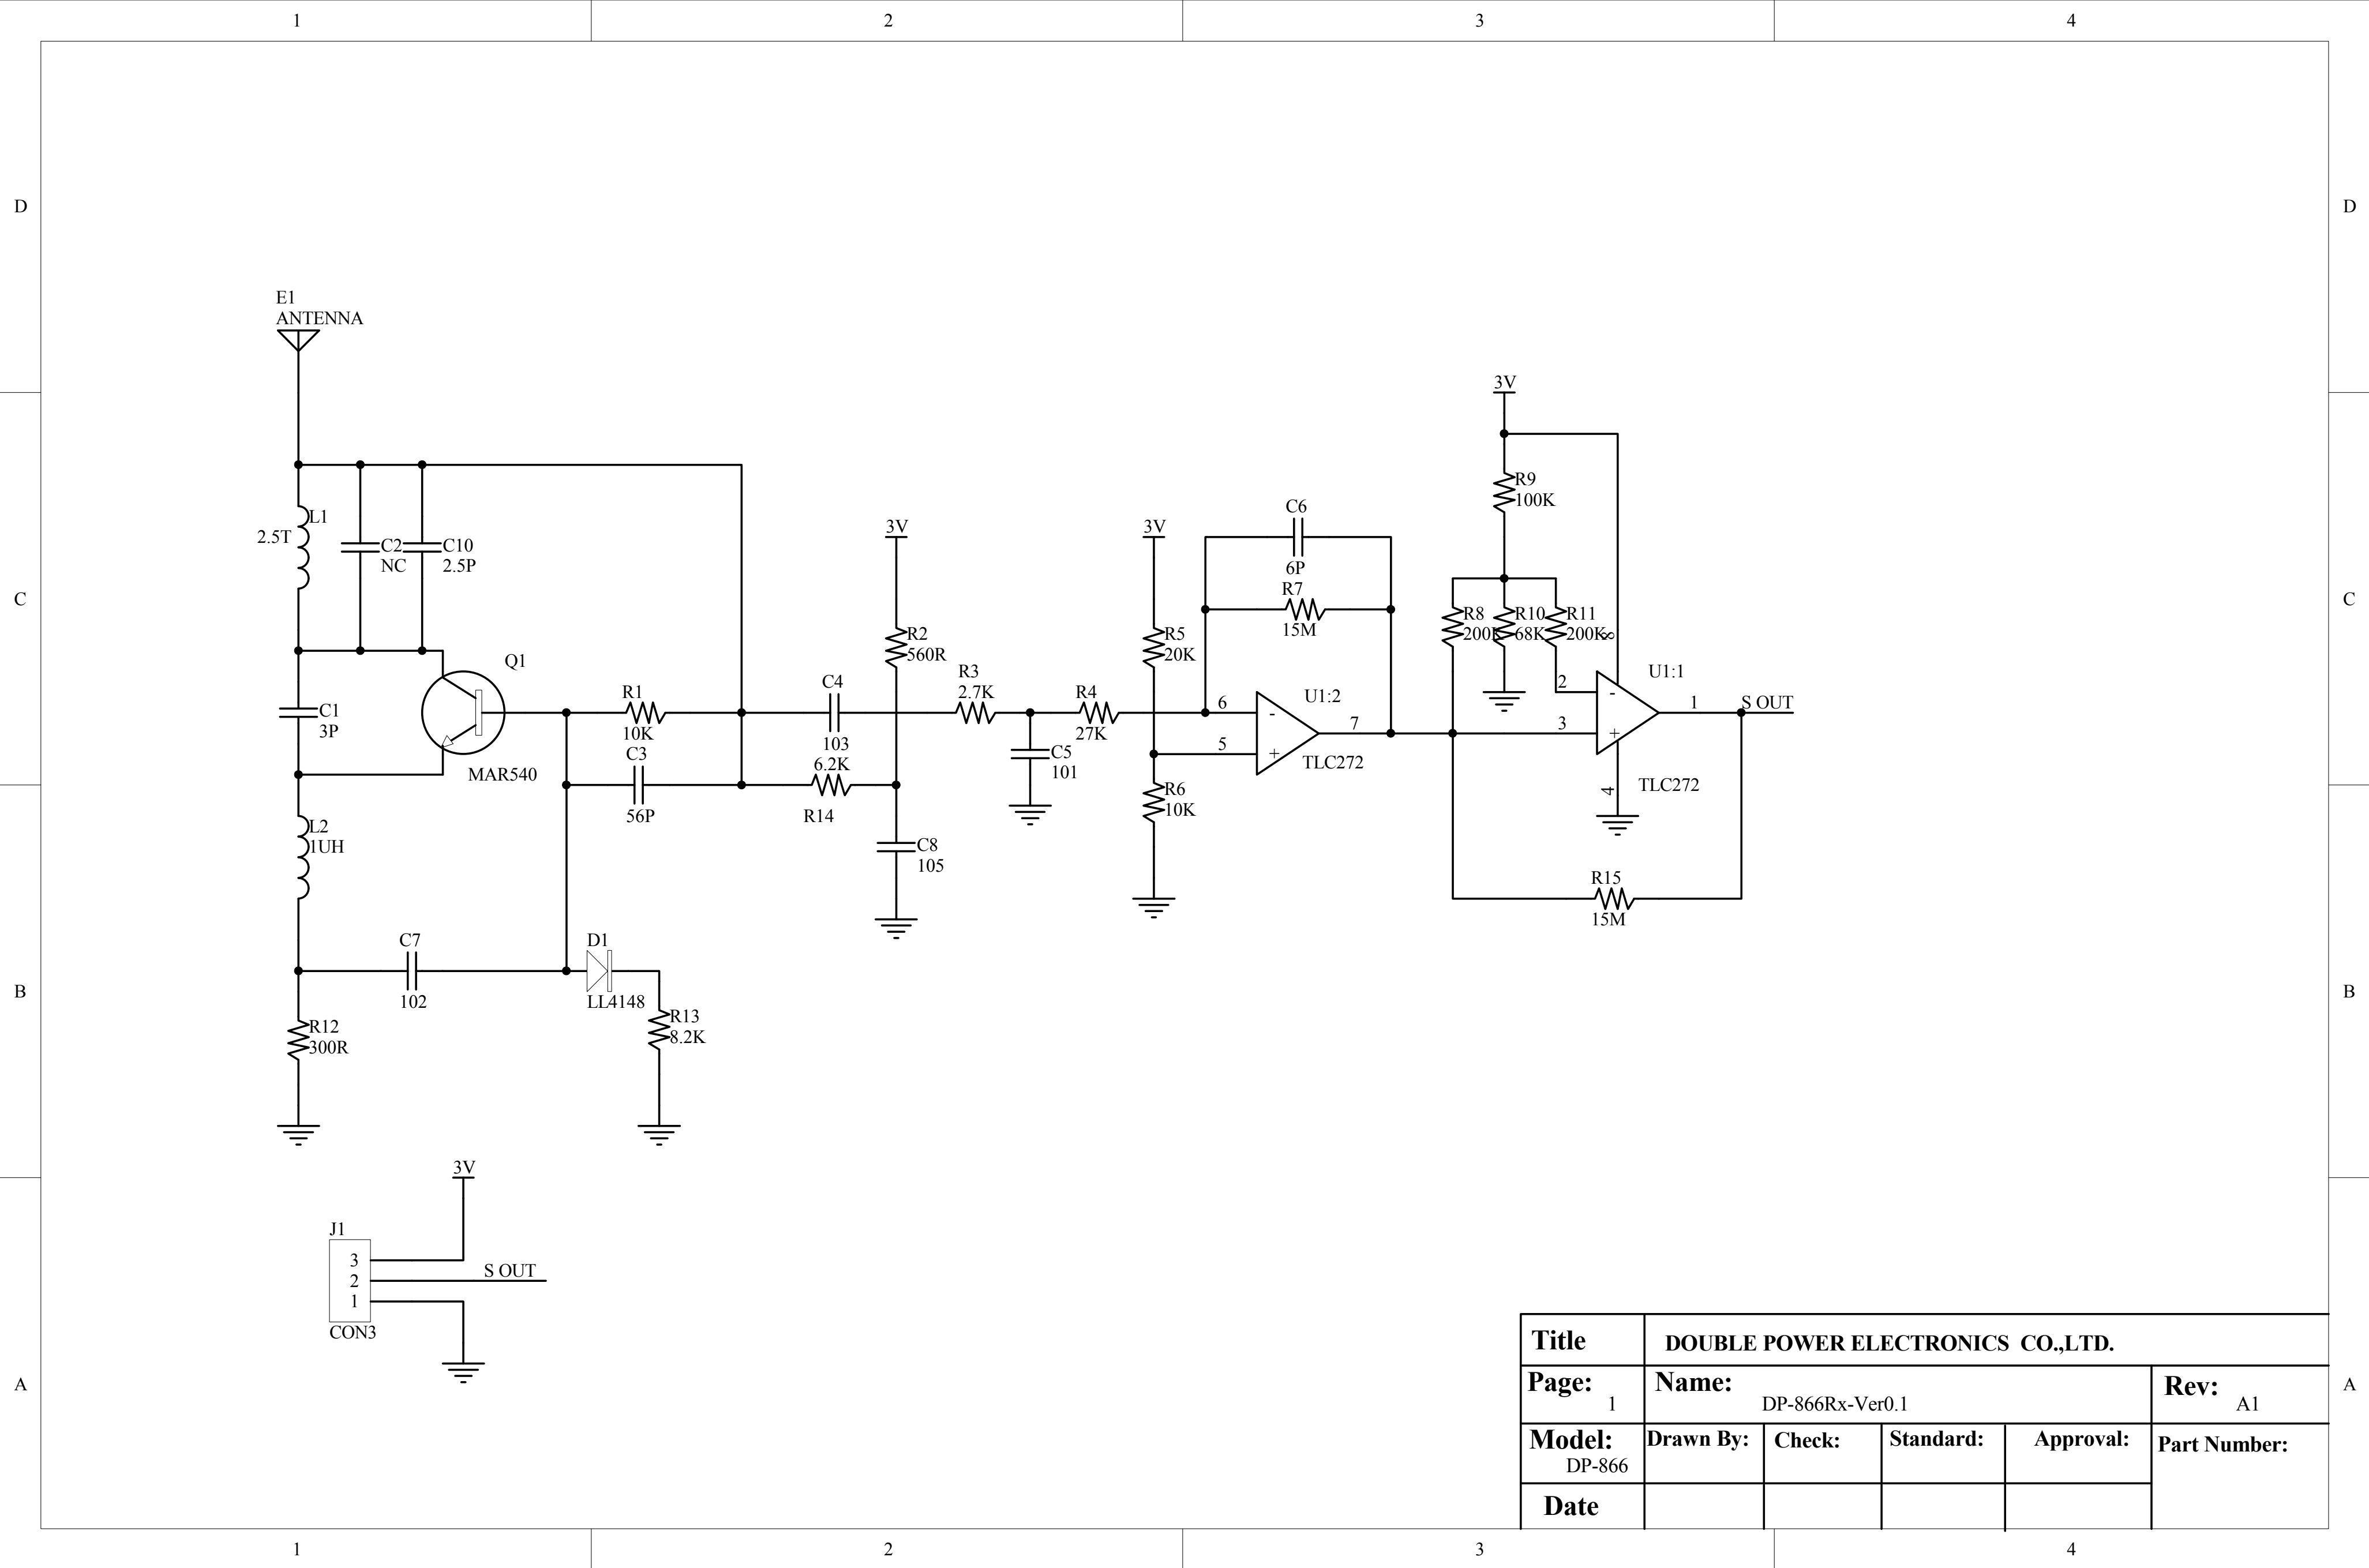 1 2 3 4
D D
C C
B B
A A
E1
ANTENNA
L1
2.5T
C2
NC
C10
2.5P
Q1
MAR540
C1
3P
L2
1UH
C7
102
R12
300R
R1
10K
C3
56P
D1
LL4148
R13
8.2K
C4
103
6.2K
R14
3V
R2
560R
C8
105
R3
2.7K
C5
101
R4
27K
3V
R5
20K
R6
10K
C6
6P
R7
15M
6
5
-
+
7
U1:2
TLC272
3V
R9
100K
R8
200K
R10
68K
R11
200K
8
2
3
-
+
4
1
U1:1
TLC272
S OUT
R15
15M
3V
J1
3
2
1
S OUT
CON3
Title DOUBLE POWER ELECTRONICS CO.,LTD.
Page: 1 Name: DP-866Rx-Ver0.1 Rev: A1
Model: DP-866 Drawn By: Check: Standard: Approval: Part Number:
Date
1 2 3 4